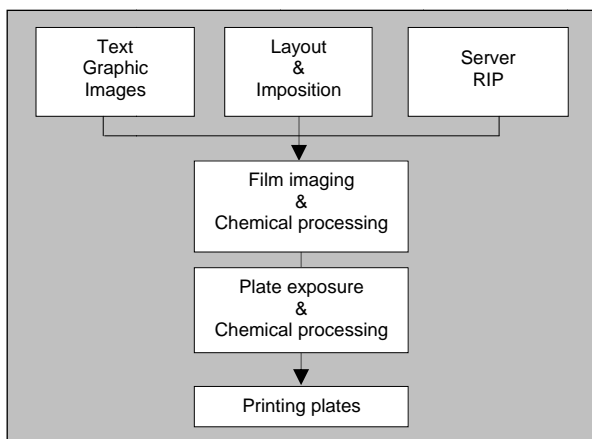 Text
Graphic
Images
Layout
&
Imposition
Server
RIP
Film imaging
&
Chemical processing
Plate exposure
&
Chemical processing
Printing plates